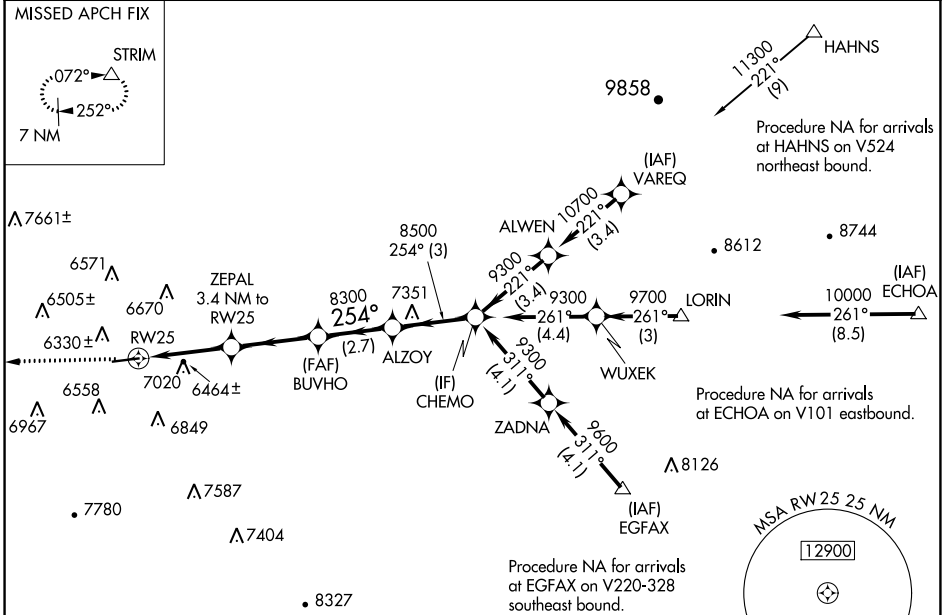 MISSED APCH FIX
STRIM
072°
252°
7 NM
HAHNS
11300
221°
(9)
9858
Procedure NA for arrivals
at HAHNS on V524
northeast bound.
(IAF)
VAREQ
10700
221°
(3.4)
ALWEN
7661±
8500
254° (3)
9300
221°
(3.4)
8612
8744
6571
6505±
6670
ZEPAL
3.4 NM to
RW25
8300
254°
(2.7)
7351
9300
261°
(4.4)
9700
261°
(3)
LORIN
10000
261°
(8.5)
(IAF)
ECHOA
6330±
RW25
(FAF)
BUVHO
ALZOY
(IF)
CHEMO
WUXEK
7020
6464±
6558
6967
6849
9300
311°
(4.1)
ZADNA
Procedure NA for arrivals
at ECHOA on V101 eastbound.
9600
311°
(4.1)
8126
7587
(IAF)
EGFAX
7780
7404
MSA RW25 25 NM
12900
Procedure NA for arrivals
at EGFAX on V220-328
southeast bound.
8327